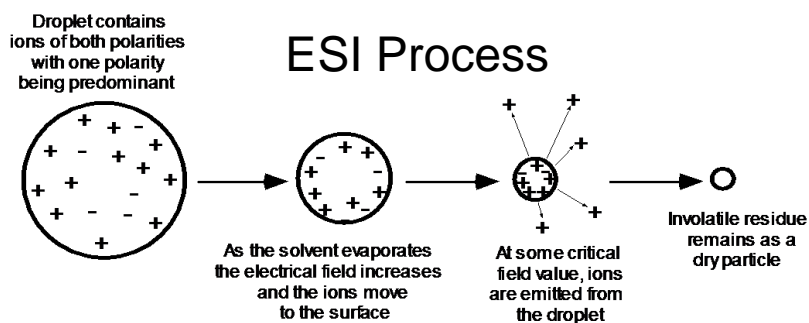 Droplet contains
ions of both polarities
with one polarity
being predominant
ESI Process
As the solvent evaporates
the electrical field increases
and the ions move
to the surface
At some critical
field value, ions
are emitted from
the droplet
Involatile residue
remains as a
dry particle